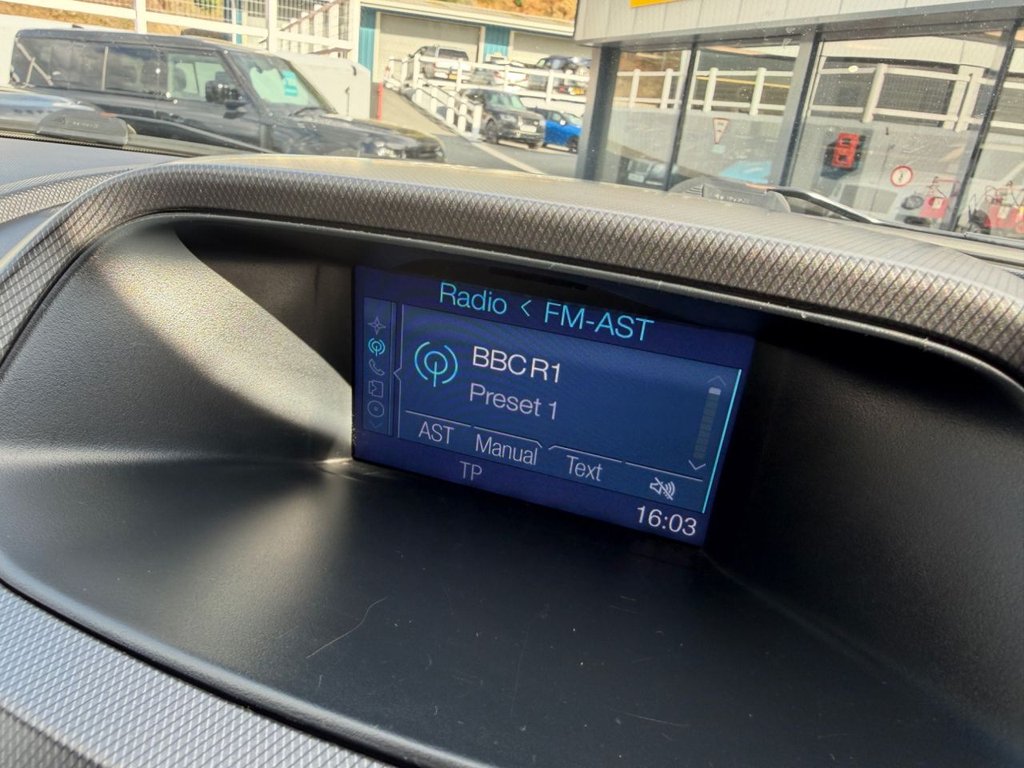 Radio < FM-AST
BBC R1
Preset 1
AST Manual Text
TP
16:03